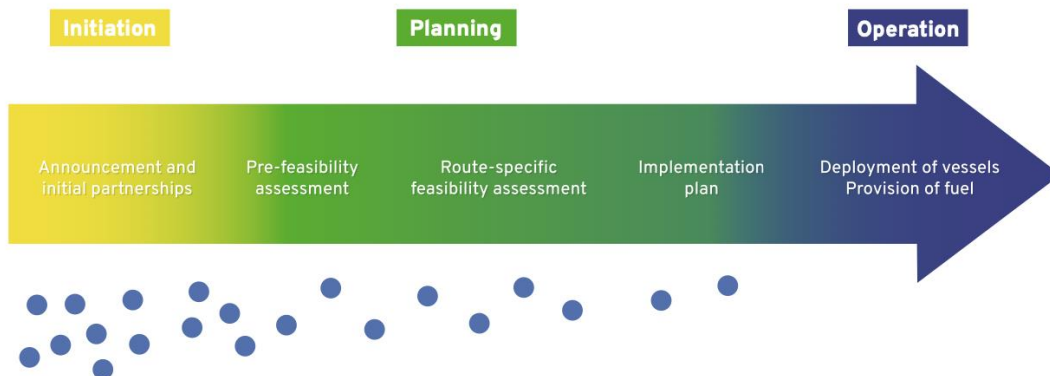 Initiation
Planning
Operation
Announcement and
initial partnerships
Pre-feasibility
assessment
Route-specific
feasibility assessment
Implementation
plan
Deployment of vessels
Provision of fuel